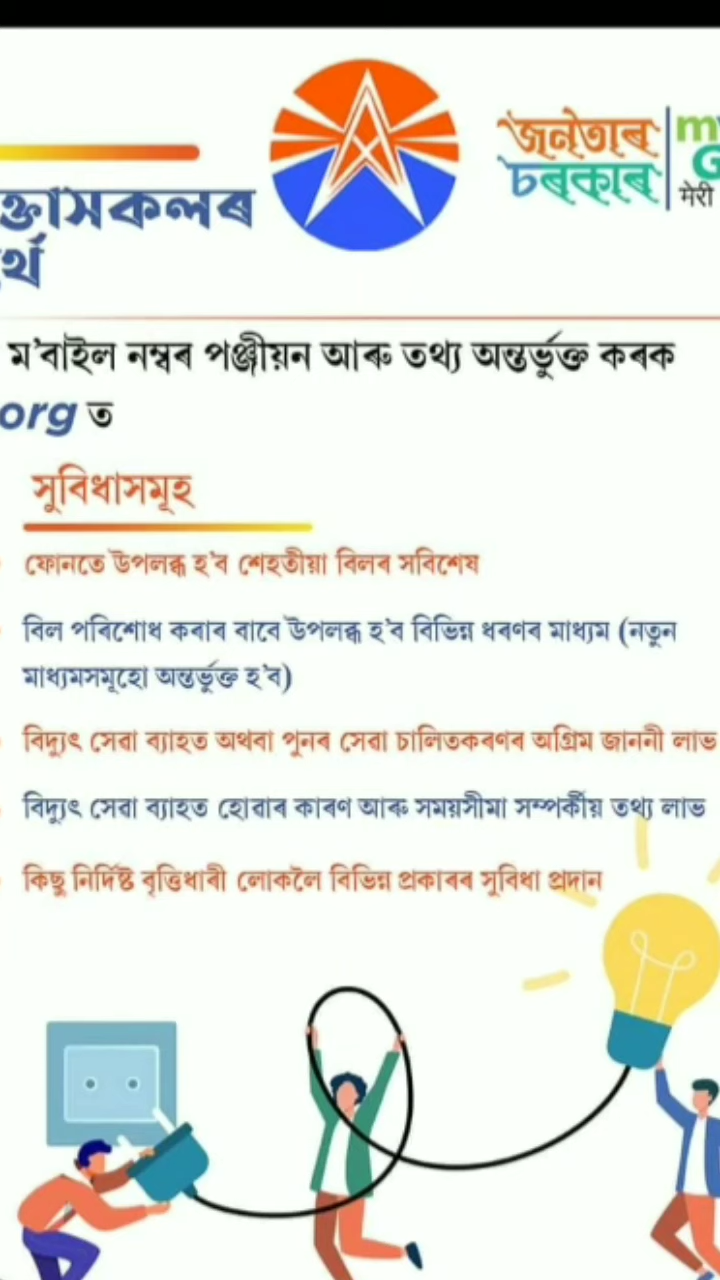 জনতাৰ
চৰকাৰ
মেरी
ক্তাসকলৰ
ৰ্থে
ম'বাইল নম্বৰ পঞ্জীয়ন আৰু তথ্য অন্তৰ্ভুক্ত কৰক
org ত
সুবিধাসমূহ
ফোনতে উপলব্ধ হ'ব শেহতীয়া বিলৰ সবিশেষ
বিল পৰিশোধ কৰাৰ বাবে উপলব্ধ হ'ব বিভিন্ন ধৰণৰ মাধ্যম (নতুন
মাধ্যমসমূহো অন্তৰ্ভুক্ত হ'ব)
বিদ্যুৎ সেৱা ব্যাহত অথবা পুনৰ সেৱা চালিতকৰণৰ অগ্ৰিম জাননী লাভ
বিদ্যুৎ সেৱা ব্যাহত হোৱাৰ কাৰণ আৰু সময়সীমা সম্পৰ্কীয় তথ্য লাভ
কিছু নিৰ্দিষ্ট বৃত্তিধাৰী লোকলৈ বিভিন্ন প্ৰকাৰৰ সুবিধা প্ৰদান